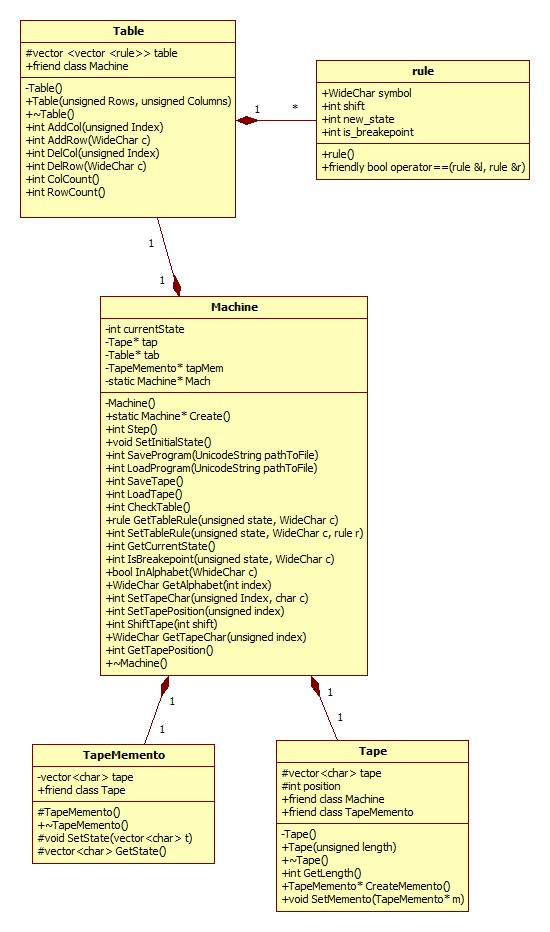 Table
#vector <vector <rule>> table
+friend class Machine
-Table()
+Table(unsigned Rows, unsigned Columns)
+~Table()
+int AddCol(unsigned Index)
+int AddRow(WideChar c)
+int DelCol(unsigned Index)
+int DelRow(WideChar c)
+int ColCount()
+int RowCount()
1
*
rule
+WideChar symbol
+int shift
+int new_state
+int is_breakepoint
+rule()
+friendly bool operator==(rule &l, rule &r)
1
1
Machine
-int currentState
-Tape* tap
-Table* tab
-TapeMemento* tapMem
-static Machine* Mach
-Machine()
+static Machine* Create()
+int Step()
+void SetInitialState()
+int SaveProgram(UnicodeString pathToFile)
+int LoadProgram(UnicodeString pathToFile)
+int SaveTape()
+int LoadTape()
+int CheckTable()
+rule GetTableRule(unsigned state, WideChar c)
+int SetTableRule(unsigned state, WideChar c, rule r)
+int GetCurrentState()
+int IsBreakepoint(unsigned state, WideChar c)
+bool InAlphabet(WhideChar c)
+WideChar GetAlphabet(int index)
+int SetTapeChar(unsigned Index, char c)
+int SetTapePosition(unsigned index)
+int ShiftTape(int shift)
+WideChar GetTapeChar(unsigned index)
+int GetTapePosition()
+~Machine()
1
1
1
1
TapeMemento
-vector<char> tape
+friend class Tape
#TapeMemento()
+~TapeMemento()
#void SetState(vector<char> t)
#vector<char> GetState()
Tape
#vector<char> tape
#int position
+friend class Machine
+friend class TapeMemento
-Tape()
+Tape(unsigned length)
+~Tape()
+int GetLength()
+TapeMemento* CreateMemento()
+void SetMemento(TapeMemento* m)